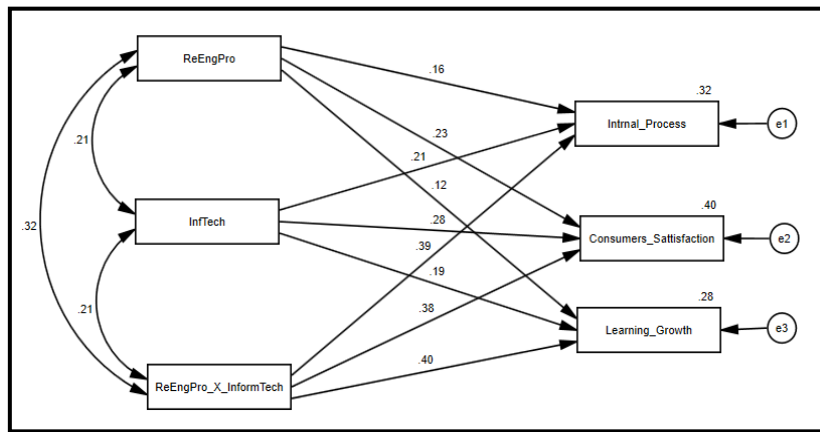 ReEngPro
.16
.32
Intrnal_Process
e1
.23
.21
.21
.12
.40
InfTech
.28
Consumers_Sattisfaction
e2
.32
.39
.19
.28
.21
.38
Learning_Growth
e3
.40
ReEngPro_X_InformTech